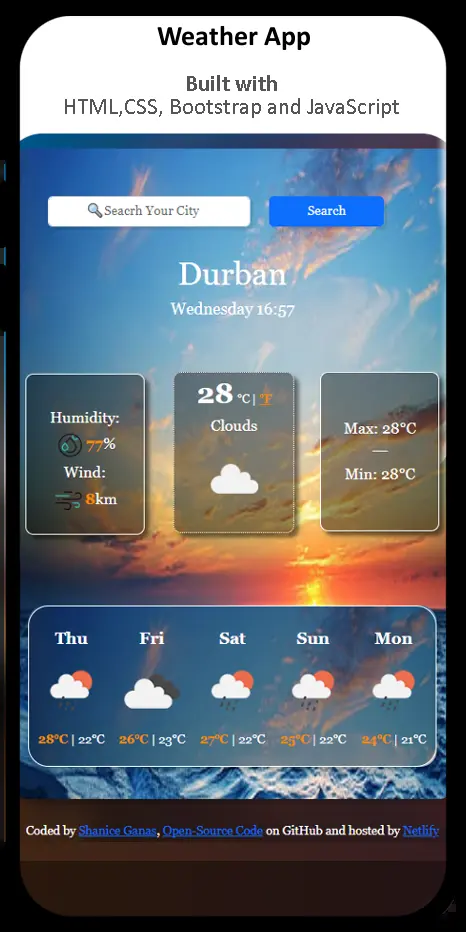 Weather App
Built with
HTML,CSS, Bootstrap and JavaScript
🔍Seacrh Your City
Search
Durban
Wednesday 16:57
Humidity:
77%
Wind:
8km
28 °C | °F
Clouds
Max: 28°C
—
Min: 28°C
Thu Fri Sat Sun Mon
28°C | 22°C 26°C | 23°C 27°C | 22°C 25°C | 22°C 24°C | 21°C
Coded by Shanice Ganas, Open-Source Code on GitHub and hosted by Netlify